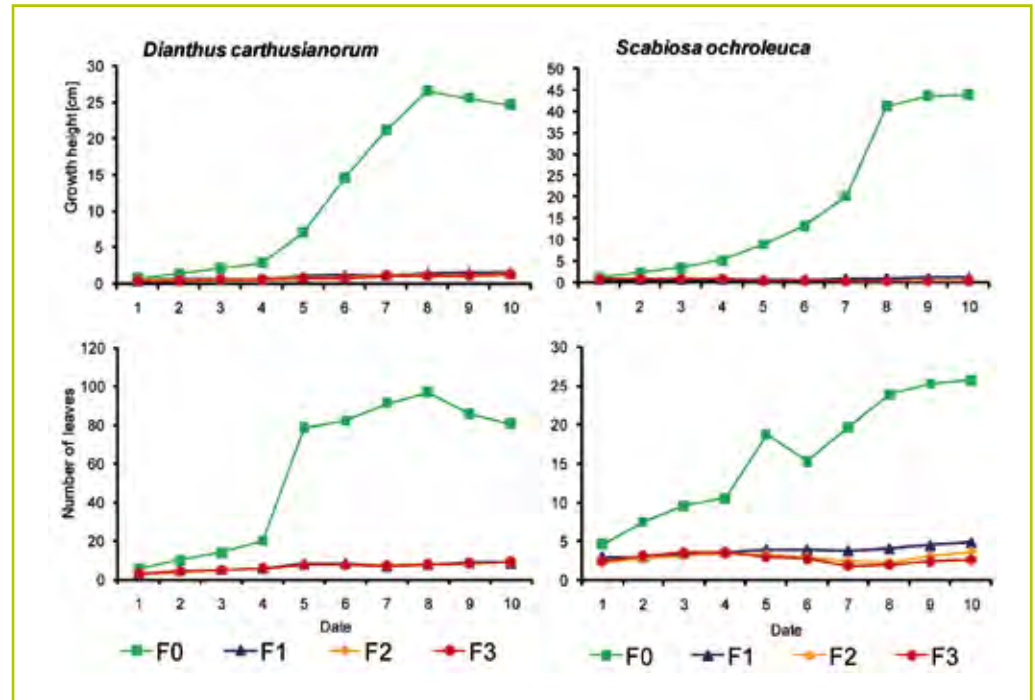 Dianthus carthusianorum
Scabiosa ochroleuca
Growth height [cm]
30
25
20
15
10
5
0
1 2 3 4 5 6 7 8 9 10
50
45
40
35
30
25
20
15
10
5
0
1 2 3 4 5 6 7 8 9 10
Number of leaves
120
100
80
60
40
20
0
1 2 3 4 5 6 7 8 9 10
Date
30
25
20
15
10
5
0
1 2 3 4 5 6 7 8 9 10
Date
F0 F1 F2 F3
F0 F1 F2 F3